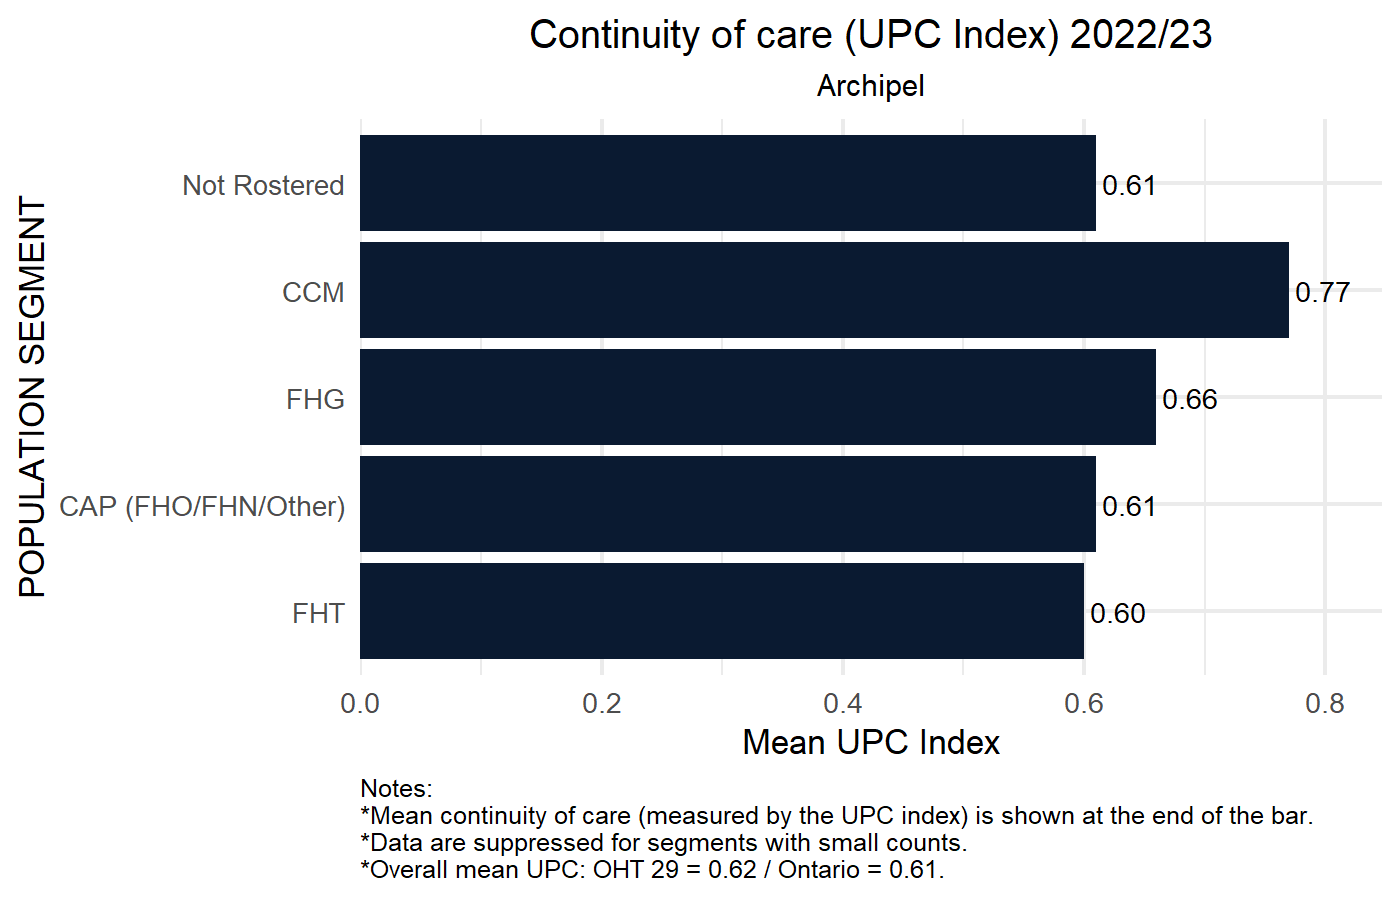 Continuity of care (UPC Index) 2022/23
Archipel
POPULATION SEGMENT
Not Rostered
0.61
CCM
0.77
FHG
0.66
CAP (FHO/FHN/Other)
0.61
FHT
0.60
0.0
0.2
0.4
0.6
0.8
Mean UPC Index
Notes:
*Mean continuity of care (measured by the UPC index) is shown at the end of the bar.
*Data are suppressed for segments with small counts.
*Overall mean UPC: OHT 29 = 0.62 / Ontario = 0.61.